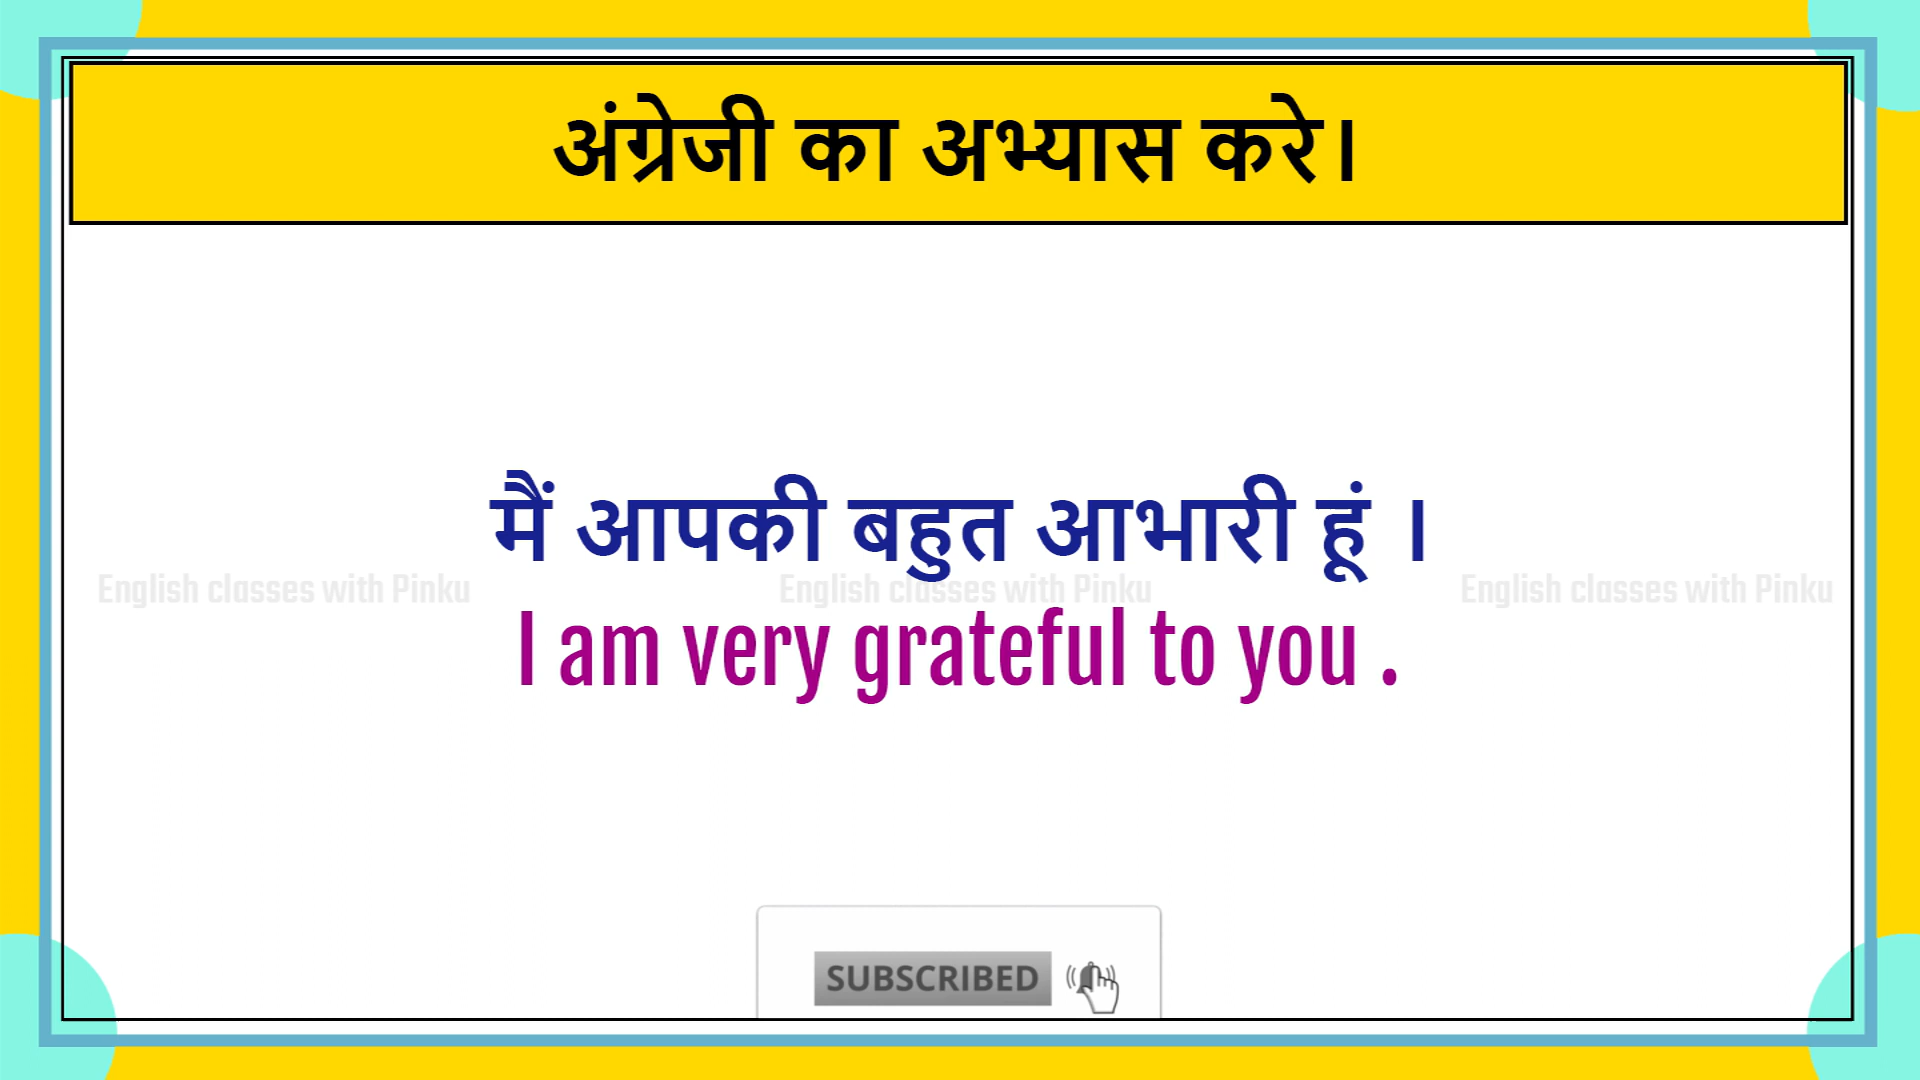 अंग्रेजी का अभ्यास करे।
मैं आपकी बहुत आभारी हूं ।
English classes with Pinku English classes with Pinku English classes with Pinku
I am very grateful to you .
SUBSCRIBED